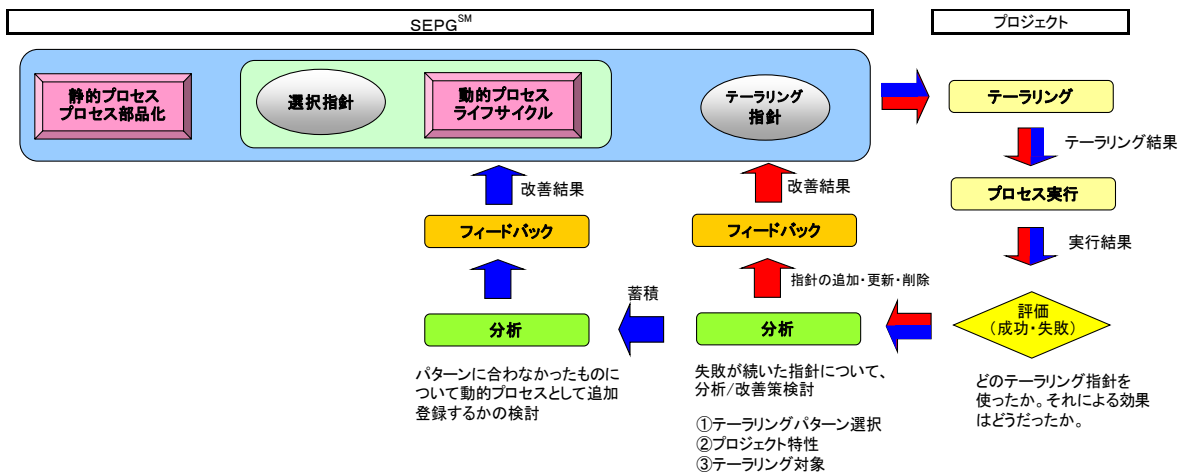 SEPG℠
プロジェクト
静的プロセス
プロセス部品化
選択指針
動的プロセス
ライフサイクル
テーラリング
指針
テーラリング
テーラリング結果
プロセス実行
実行結果
評価
(成功・失敗)
どのテーラリング指針を
使ったか。それによる効果
はどうだったか。
改善結果
フィードバック
指針の追加・更新・削除
分析
失敗が続いた指針について、
分析/改善策検討
①テーラリングパターン選択
②プロジェクト特性
③テーラリング対象
蓄積
改善結果
フィードバック
分析
パターンに合わなかったものに
ついて動的プロセスとして追加
登録するかの検討